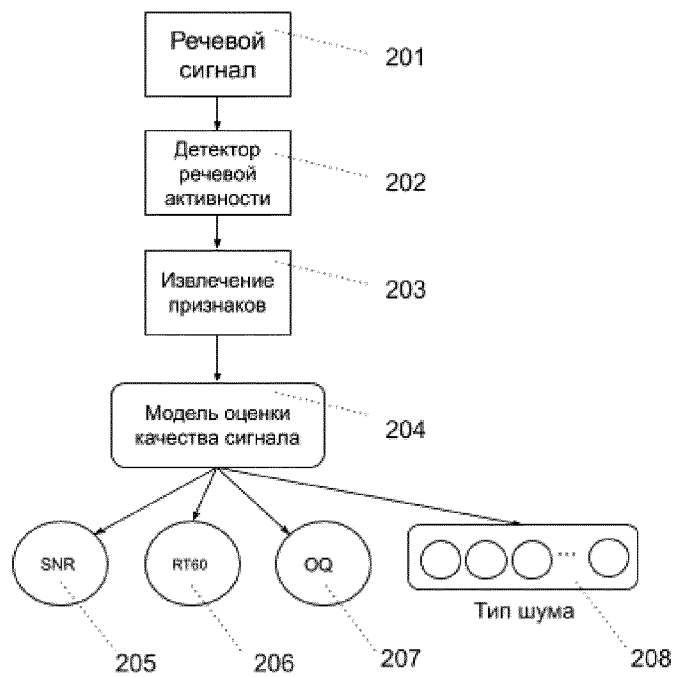 Речевой
сигнал
201
Детектор
речевой
активности
202
Извлечение
признаков
203
Модель оценки
качества сигнала
204
SNR
RT60
OQ
...
Тип шума
205
206
207
208